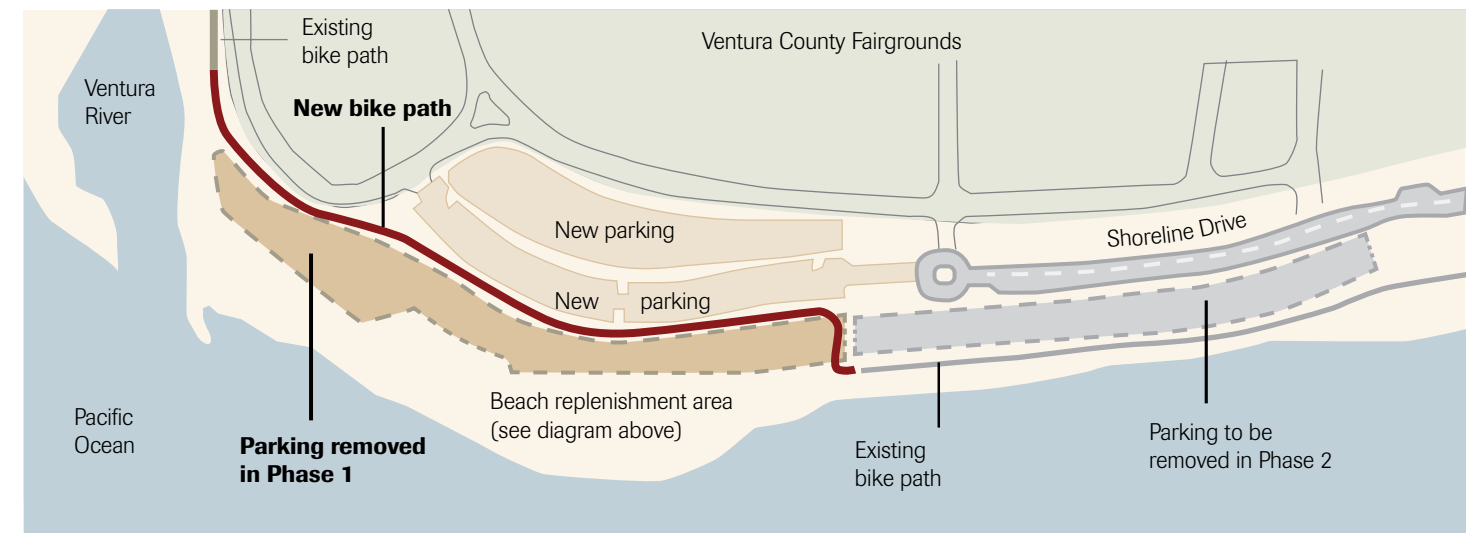 Existing
bike path
Ventura County Fairgrounds
Ventura
River
New bike path
New parking
Shoreline Drive
New parking
Beach replenishment area
(see diagram above)
Pacific
Ocean
Parking removed
in Phase 1
Existing
bike path
Parking to be
removed in Phase 2